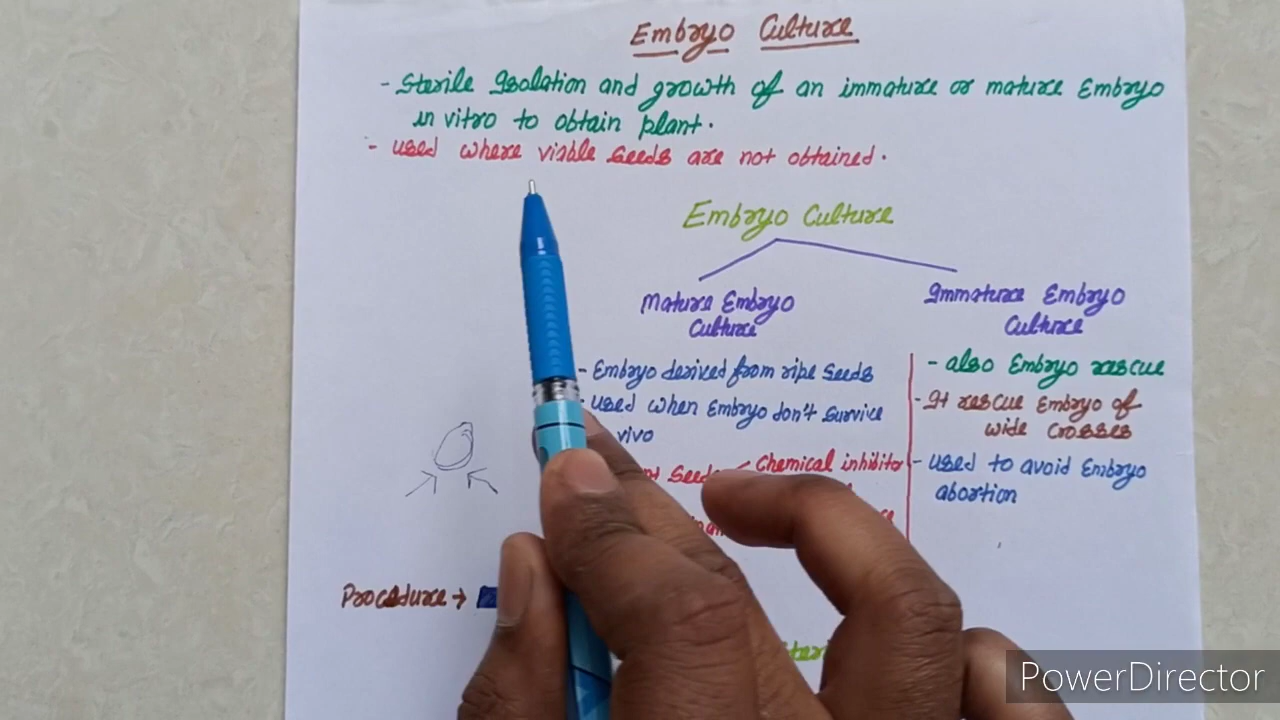 Embryo Culture
- Sterile Isolation and growth of an immature or mature Embryo
in vitro to obtain plant.
- used where viable seeds are not obtained.
Embryo Culture
Mature Embryo
Culture
- Embryo derived from ripe seeds
- used when Embryo don't survive
vivo
seeds - Chemical inhibitor
Immature Embryo
Culture
- also Embryo rescue
- It rescue Embryo of
wide crosses
- used to avoid Embryo
abortion
Procedure →
PowerDirector